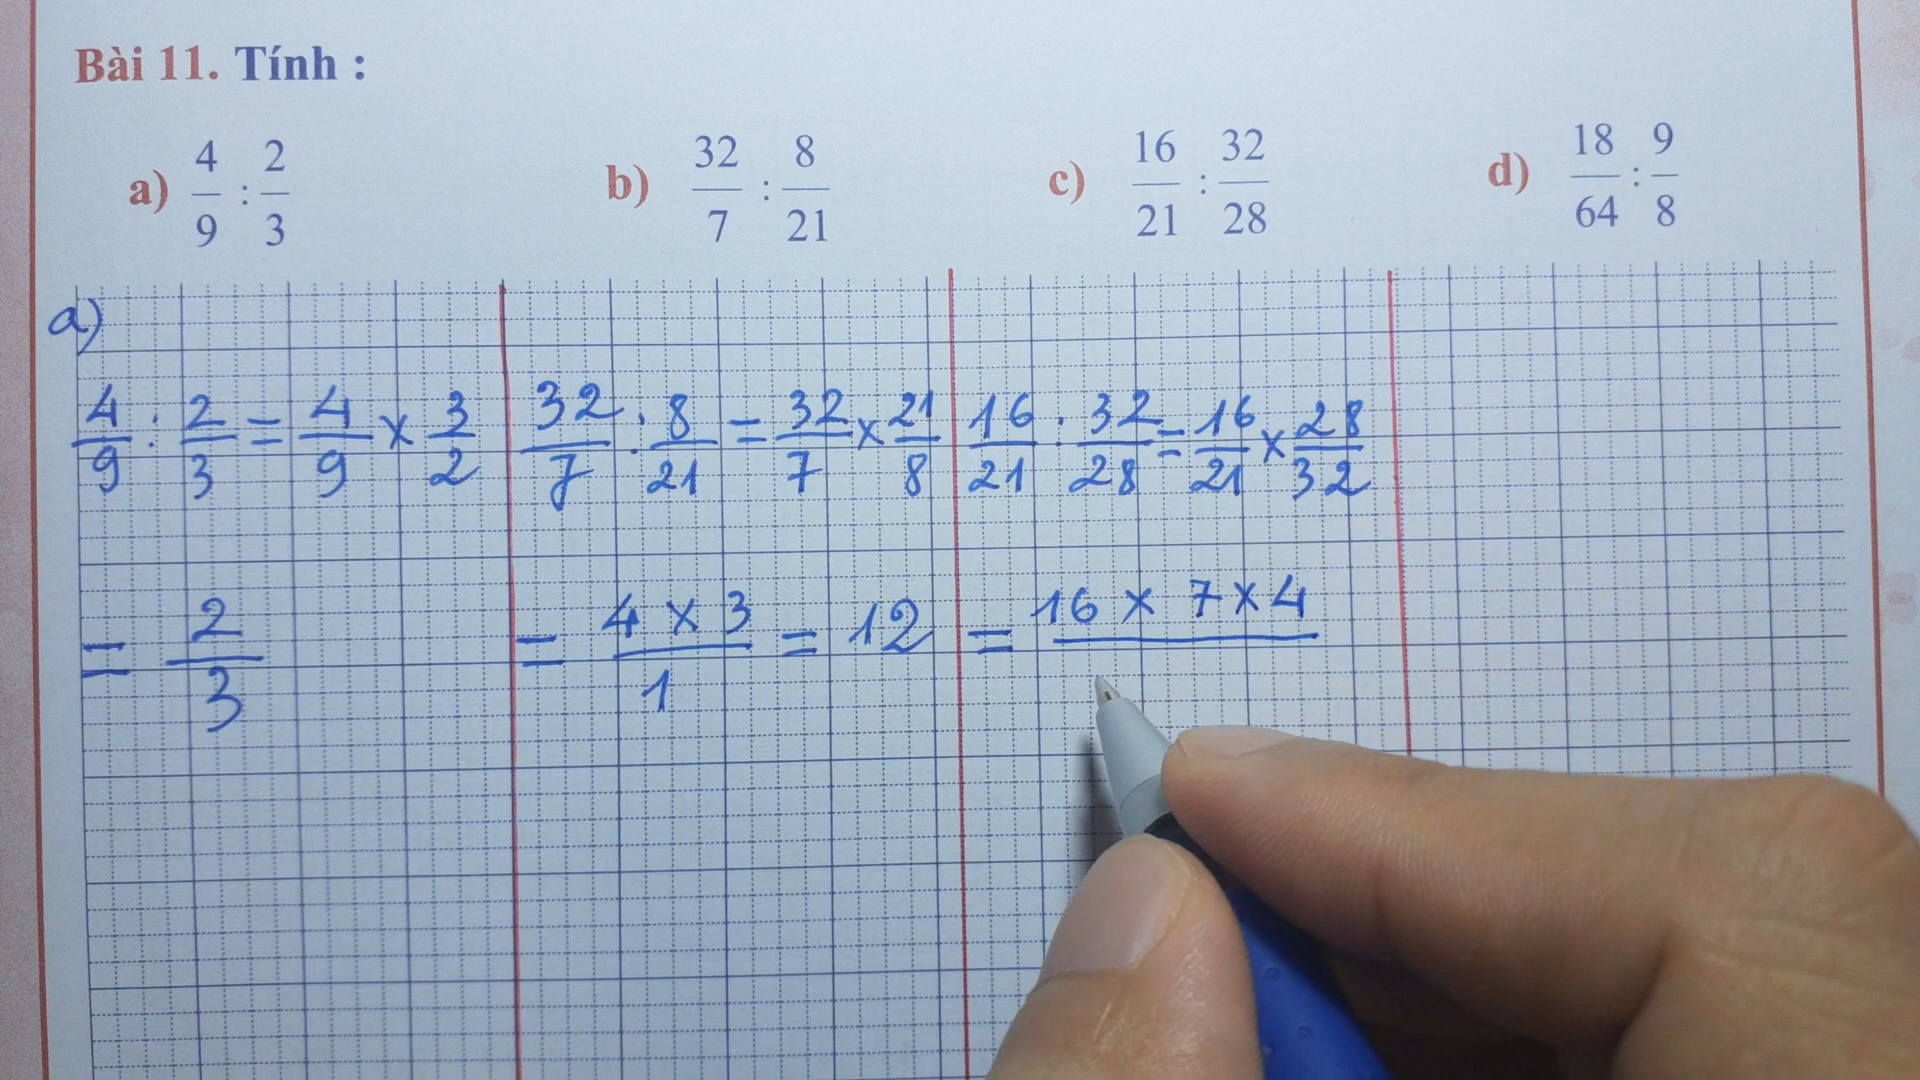 Bài 11. Tính :
a) 4/9 : 2/3 b) 32/7 : 8/21 c) 16/21 : 32/28 d) 18/64 : 9/8
a)
4/9 : 2/3 = 4/9 × 3/2
= 2/3
32/7 : 8/21 = 32/7 × 21/8
= 4 × 3/1 = 12
16/21 : 32/28 = 16/21 × 28/32
= 16 × 7 × 4